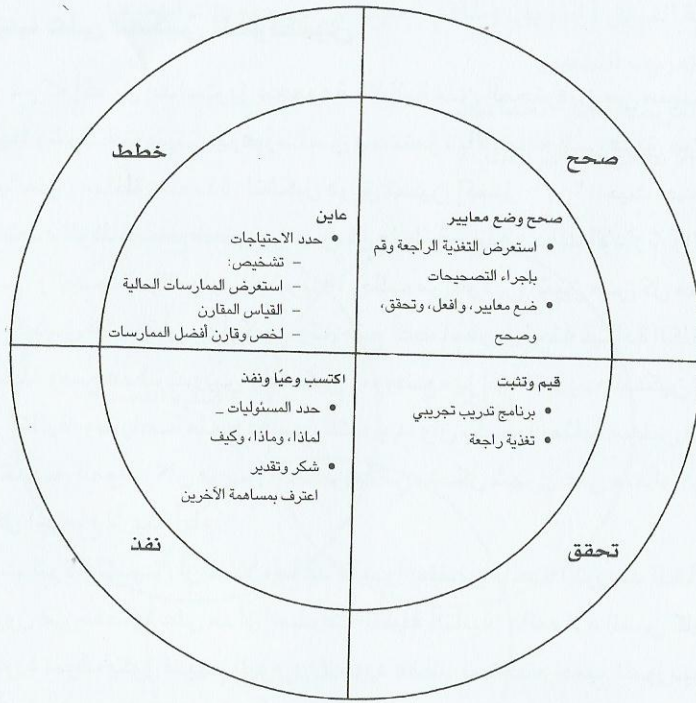 صحح
صحح وضع معايير
• استعرض التغذية الراجعة وقم
بإجراء التصحيحات
• ضع معايير، وافعل، وتحقق،
وصحح
خطط
عاين
• حدد الاحتياجات
– تشخيص:
استعرض الممارسات الحالية
– القياس المقارن
– لخص وقارن أفضل الممارسات
قيم وتثبت
• برنامج تدريب تجريبي
• تغذية راجعة
تحقق
اكتسب وعيًا ونفذ
• حدد المسئوليات _
لماذا، وماذا، وكيف
• شكر وتقدير
اعترف بمساهمة الآخرين
نفذ